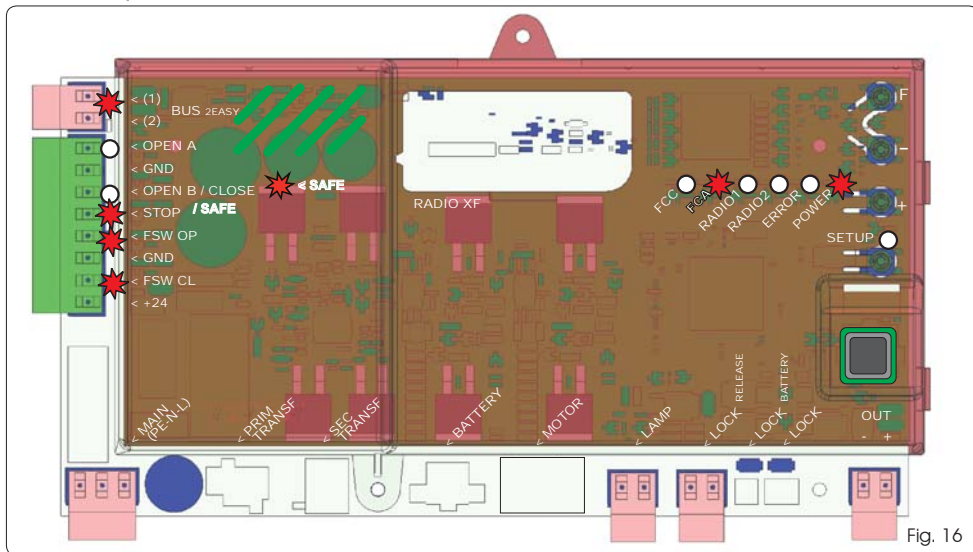 < (1)
BUS 2EASY
< (2)
< OPEN A
< GND
< OPEN B / CLOSE
/ SAFE
< SAFE
< STOP
< FSW OP
< GND
< FSW CL
< +24
RADIO XF
FCC
FCA
RADIO1
RADIO2
ERROR
POWER
F
-
+
SETUP
< MAIN
(PE-N-L)
< PRIM
TRANSF
< SEC
TRANSF
< BATTERY
< MOTOR
< LAMP
< LOCK RELEASE
< LOCK BATTERY
< LOCK
OUT
- +
Fig. 16